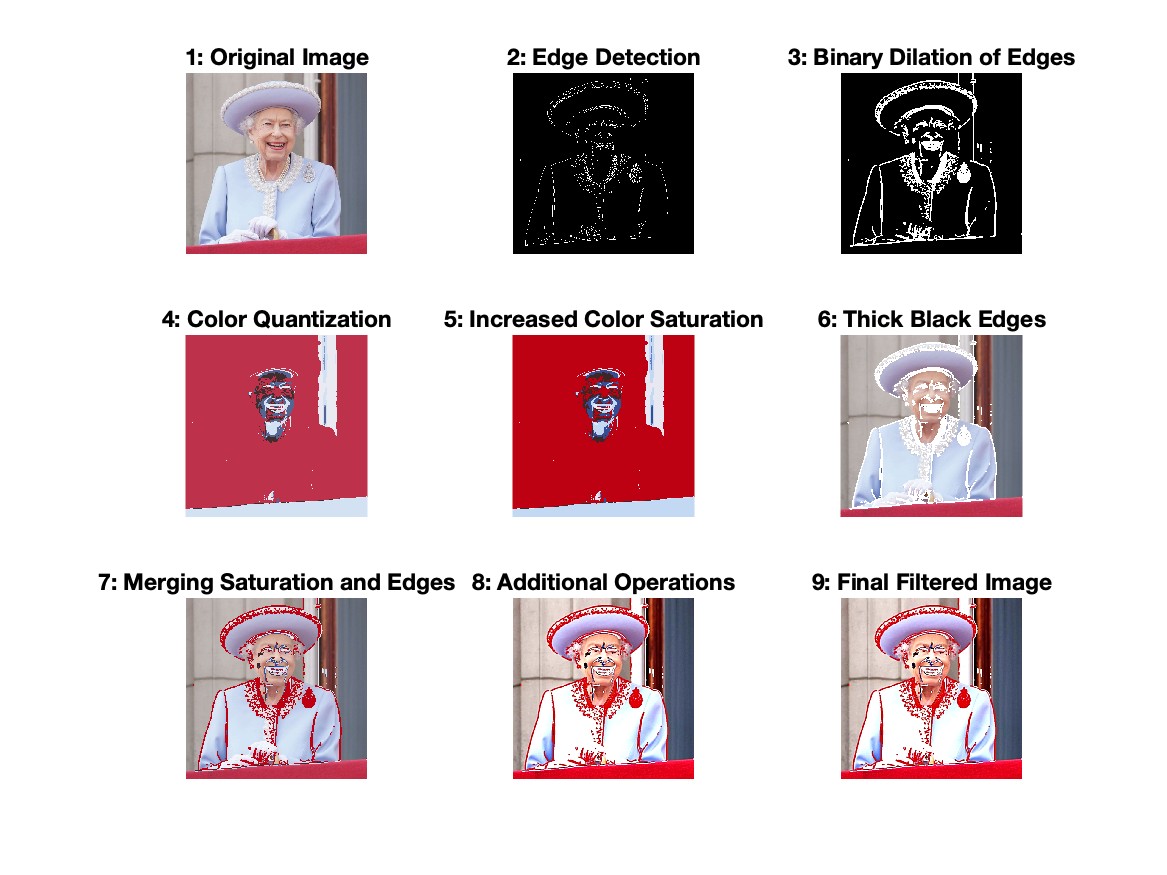 1: Original Image
2: Edge Detection
3: Binary Dilation of Edges
4: Color Quantization
5: Increased Color Saturation
6: Thick Black Edges
7: Merging Saturation and Edges
8: Additional Operations
9: Final Filtered Image